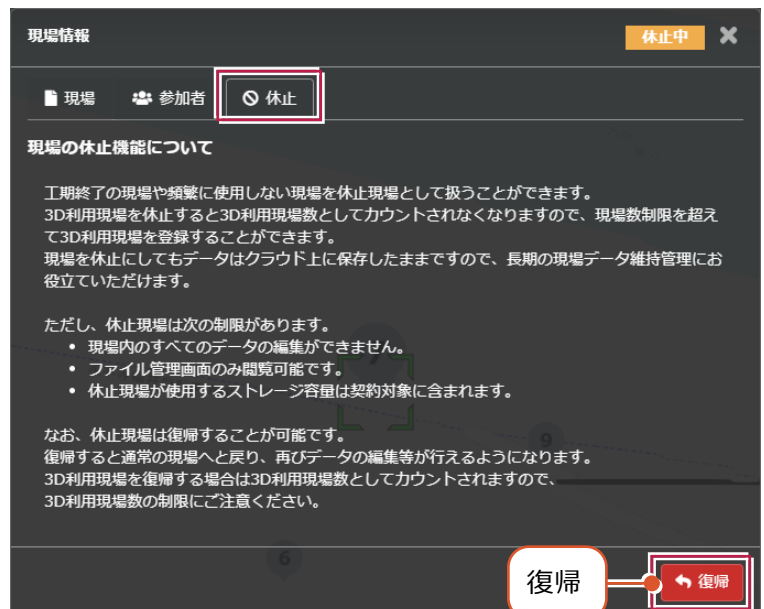 現場情報
休止中
現場 参加者 休止
現場の休止機能について
工期終了の現場や頻繁に使用しない現場を休止現場として扱うことができます。
3D利用現場を休止すると3D利用現場数としてカウントされなくなりますので、現場数制限を超え
て3D利用現場を登録することができます。
現場を休止にしてもデータはクラウド上に保存したままですので、長期の現場データ維持管理にお
役立ていただけます。
ただし、休止現場は次の制限があります。
• 現場内のすべてのデータの編集ができません。
• ファイル管理画面のみ閲覧可能です。
• 休止現場が使用するストレージ容量は契約対象に含まれます。
なお、休止現場は復帰することが可能です。
復帰すると通常の現場へと戻り、再びデータの編集等が行えるようになります。
3D利用現場を復帰する場合は3D利用現場数としてカウントされますので、
3D利用現場数の制限にご注意ください。
7
9
6
復帰
復帰